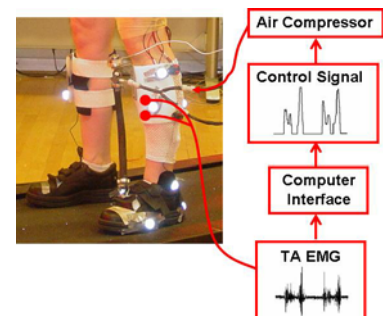 Air Compressor
Control Signal
Computer
Interface
TA EMG